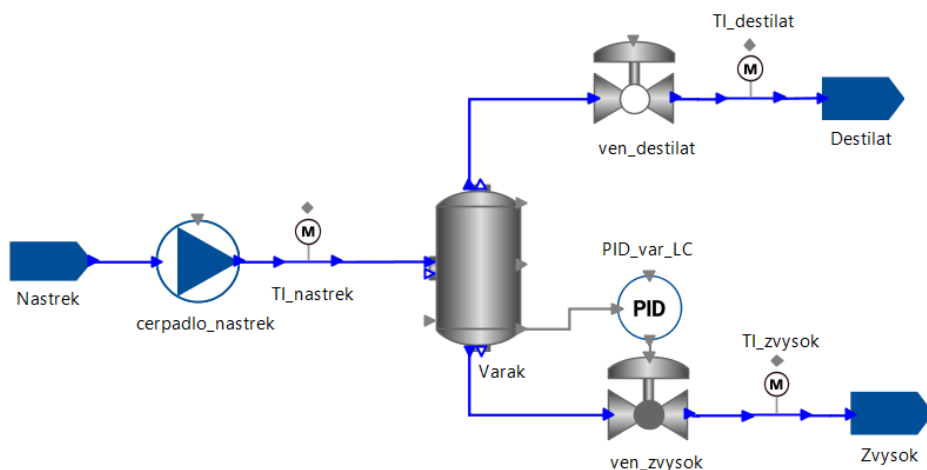 TI_destilat
M
ven_destilat
Destilat
Nastrek
cerpadlo_nastrek
M
TI_nastrek
Varak
PID_var_LC
PID
TI_zvysok
M
ven_zvysok
Zvysok